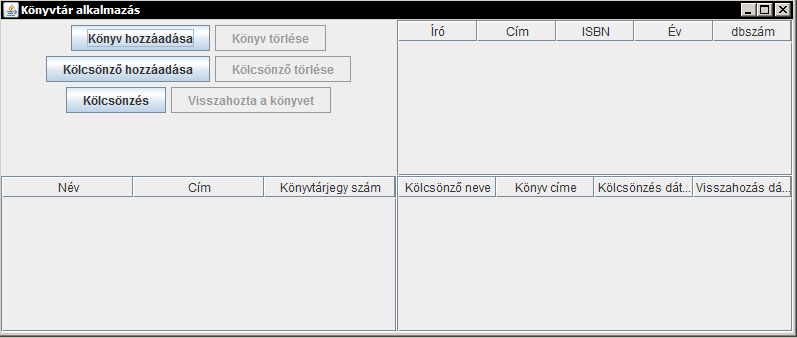 Könyvtár alkalmazás
Könyv hozzáadása Könyv törlése
Kölcsönző hozzáadása Kölcsönző törlése
Kölcsönzés Visszahozta a könyvet
Író Cím ISBN Év dbszám
Név Cím Könyvtárjegy szám
Kölcsönző neve Könyv címe Kölcsönzés dát... Visszahozás dá...